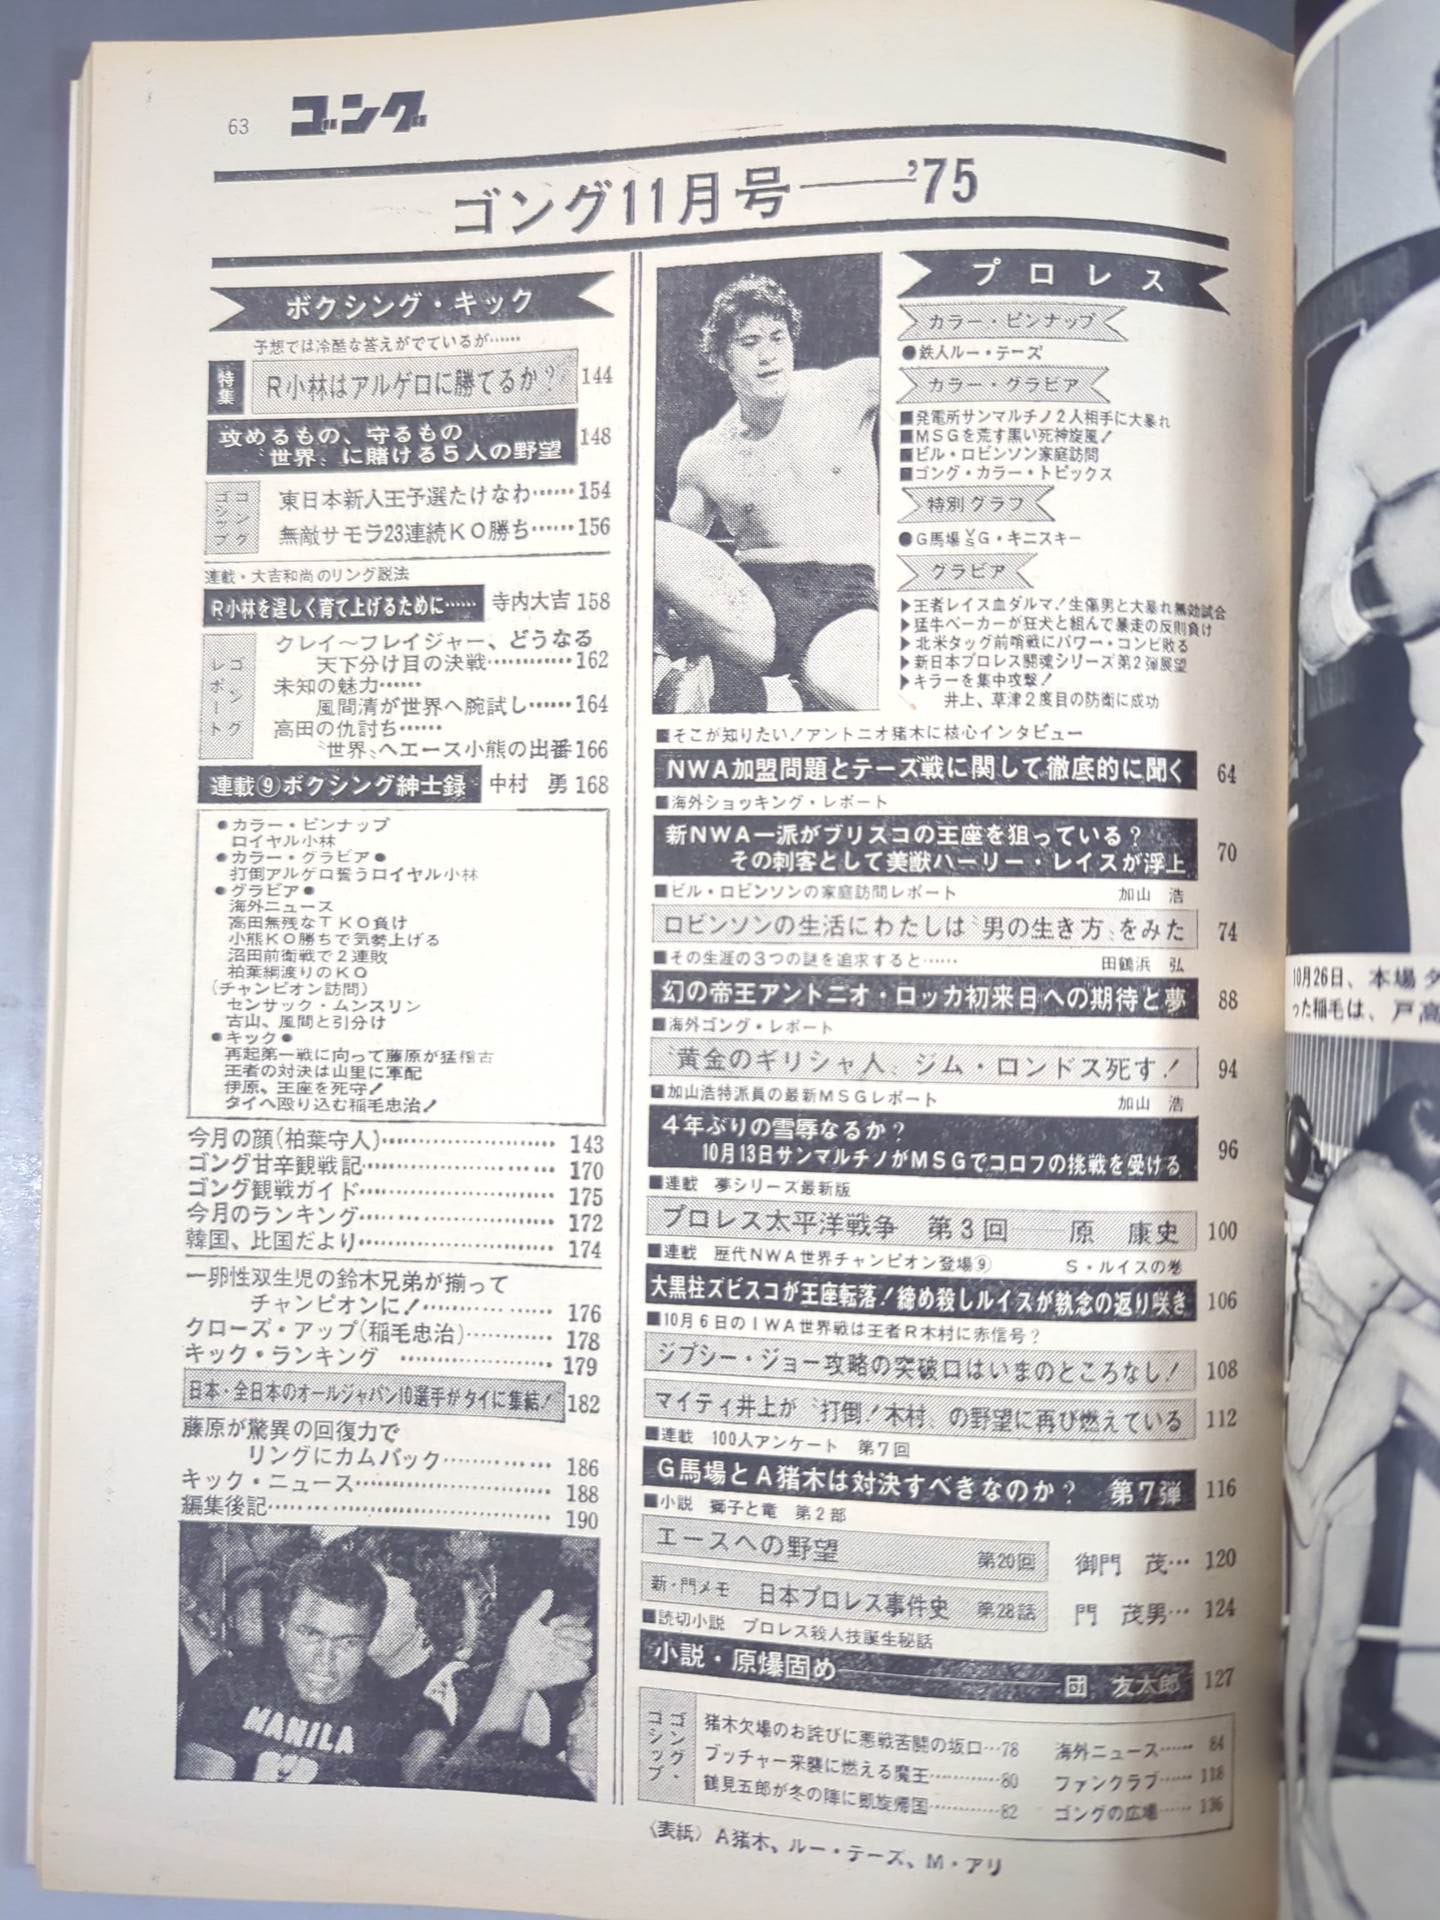 63
ゴング
ゴング11月号――'75
ボクシング・キック
予想では冷酷な答えがでているが……
特集
R小林はアルゲロに勝てるか? 144
攻めるもの、守るもの
〝世界〟に賭ける5人の野望 148
ゴング
ゴシップ
東日本新人王予選たけなわ……154
無敵サモラ23連続KO勝ち……156
連載・大吉和尚のリング説法
R小林を逞しく育て上げるために…… 寺内大吉 158
ゴング
レポート
クレイ〜フレイジャー、どうなる
天下分け目の決戦…………162
未知の魅力……
風間清が世界へ腕試し……164
高田の仇討ち……
〝世界〟へエース小熊の出番 166
連載⑨ボクシング紳士録 中村 勇 168
●カラー・ピンナップ
ロイヤル小林
●カラー・グラビア●
打倒アルゲロ誓うロイヤル小林
●グラビア●
海外ニュース
高田無残なTKO負け
小熊KO勝ちで気勢上げる
沼田前衛戦で2連敗
柏葉綱渡りのKO
(チャンピオン訪問)
センサック・ムンスリン
古山、風間と引分け
●キック●
再起第一戦に向って藤原が猛稽古
王者の対決は山里に軍配
伊原、王座を死守!
タイへ殴り込む稲毛忠治!
今月の顔(柏葉守人)…………………… 143
ゴング甘辛観戦記…………………… 170
ゴング観戦ガイド…………………… 175
今月のランキング…………………… 172
韓国、比国だより…………………… 174
一卵性双生児の鈴木兄弟が揃って
チャンピオンに!……………… 176
クローズ・アップ(稲毛忠治)………… 178
キック・ランキング ………………… 179
日本・全日本のオールジャパン10選手がタイに集結! 182
藤原が驚異の回復力で
リングにカムバック…………… 186
キック・ニュース…………………… 188
編集後記…………………………… 190
MANILA
プロレス
カラー・ピンナップ
●鉄人ルー・テーズ
カラー・グラビア
■発電所サンマルチノ2人相手に大暴れ
■MSGを荒す黒い死神旋風!
■ビル・ロビンソン家庭訪問
■ゴング・カラー・トピックス
特別グラフ
●G馬場VSG・キニスキー
グラビア
▶王者レイス血ダルマ!生傷男と大暴れ無効試合
▶猛牛ベーカーが狂犬と組んで暴走の反則負け
▶北米タッグ前哨戦にパワー・コンビ敗る
▶新日本プロレス闘魂シリーズ第2弾展望
▶キラーを集中攻撃!
井上、草津2度目の防衛に成功
■そこが知りたい!アントニオ猪木に核心インタビュー
NWA加盟問題とテーズ戦に関して徹底的に聞く 64
■海外ショッキング・レポート
新NWA一派がブリスコの王座を狙っている?
その刺客として美獣ハーリー・レイスが浮上 70
■ビル・ロビンソンの家庭訪問レポート 加山 浩
ロビンソンの生活にわたしは〝男の生き方〟をみた 74
■その生涯の3つの謎を追求すると…… 田鶴浜 弘
幻の帝王アントニオ・ロッカ初来日への期待と夢 88
■海外ゴング・レポート
〝黄金のギリシャ人〟ジム・ロンドス死す! 94
■加山浩特派員の最新MSGレポート 加山 浩
4年ぶりの雪辱なるか?
10月13日サンマルチノがMSGでコロフの挑戦を受ける 96
■連載 夢シリーズ最新版
プロレス太平洋戦争 第3回――原 康史 100
■連載 歴代NWA世界チャンピオン登場⑨ S・ルイスの巻
大黒柱ズビスコが王座転落!締め殺しルイスが執念の返り咲き 106
■10月6日のIWA世界戦は王者R木村に赤信号?
ジプシー・ジョー攻略の突破口はいまのところなし! 108
マイティ井上が〝打倒!木村〟の野望に再び燃えている 112
■連載 100人アンケート 第7回
G馬場とA猪木は対決すべきなのか? 第7弾 116
■小説 獅子と竜 第2部
エースへの野望 第20回 御門 茂… 120
新・門メモ 日本プロレス事件史 第28話 門 茂男… 124
■読切小説 プロレス殺人技誕生秘話
小説・原爆固め―――――団 友太郎 127
ゴング・
ゴシップ
猪木欠場のお詫びに悪戦苦闘の坂口…78
ブッチャー来襲に燃える魔王…………80
鶴見五郎が冬の陣に凱旋帰国…………82
海外ニュース…… 84
ファンクラブ…… 118
ゴングの広場…… 136
〈表紙〉A猪木、ルー・テーズ、M・アリ
10月26日、本場タ
った稲毛は、戸高